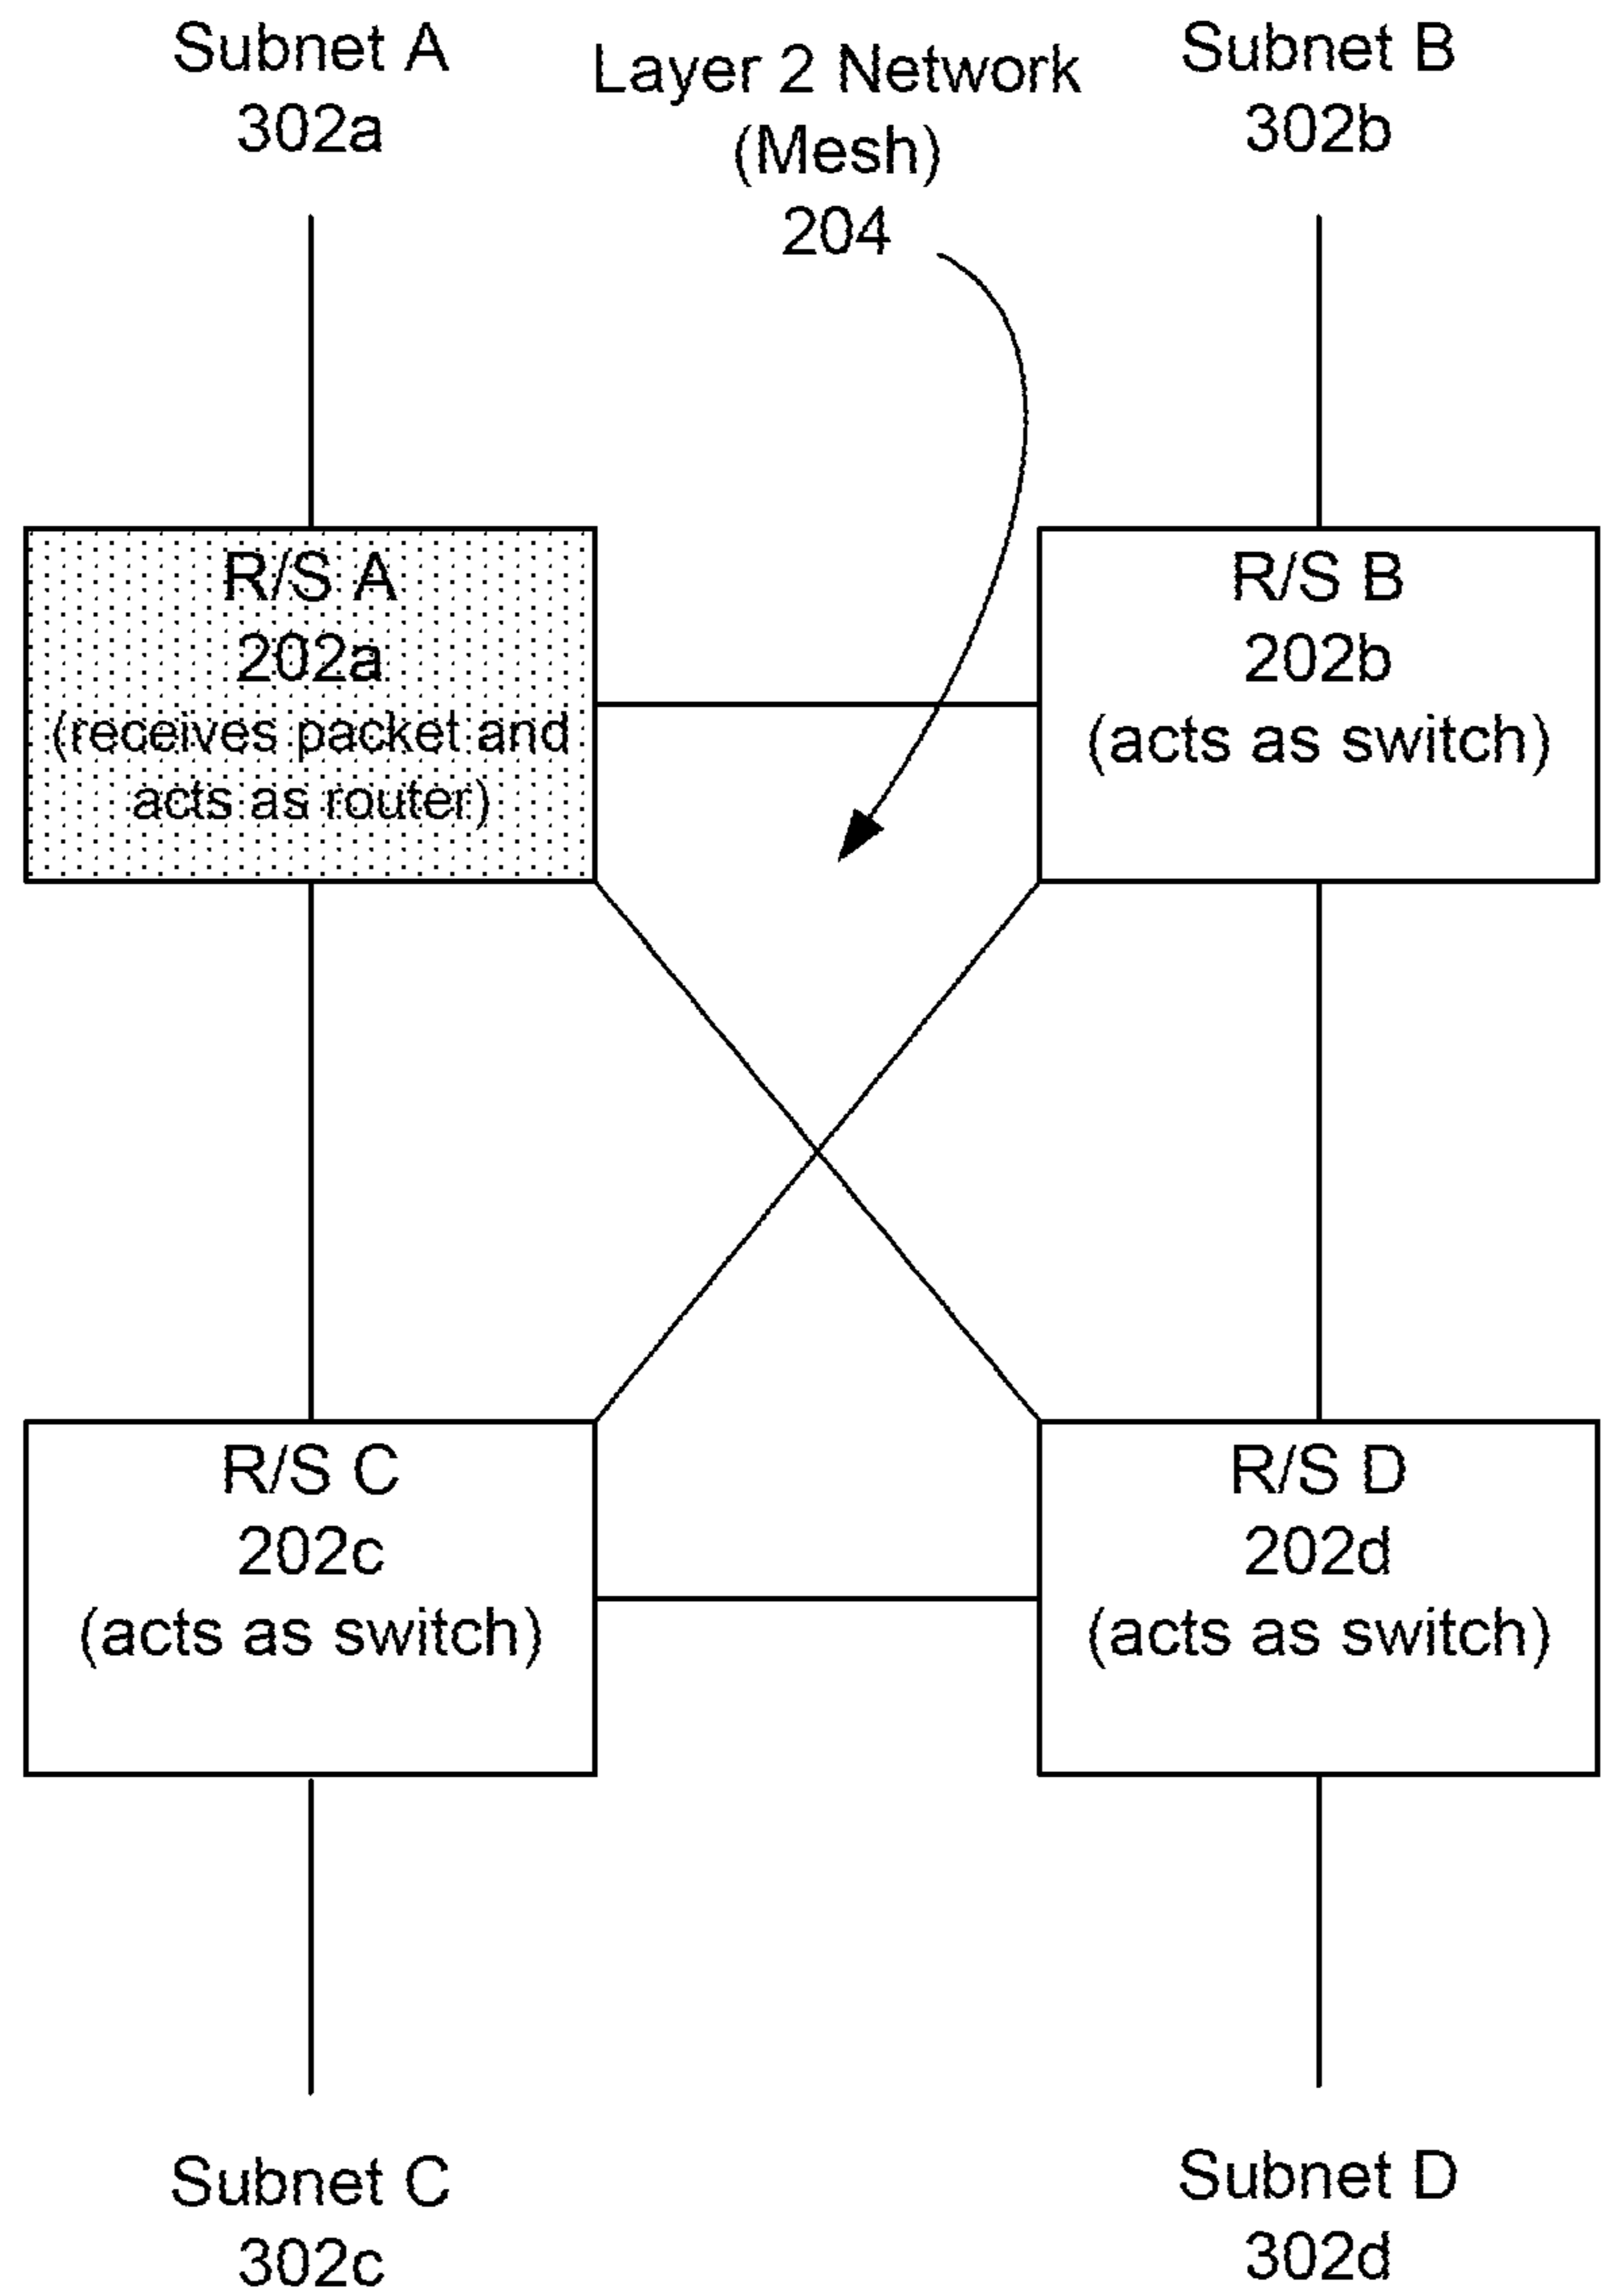 Subnet A
302a
Layer 2 Network
(Mesh)
204
Subnet B
302b
R/S A
202a
(receives packet and
acts as router)
R/S B
202b
(acts as switch)
R/S C
202c
(acts as switch)
R/S D
202d
(acts as switch)
Subnet C
302c
Subnet D
302d